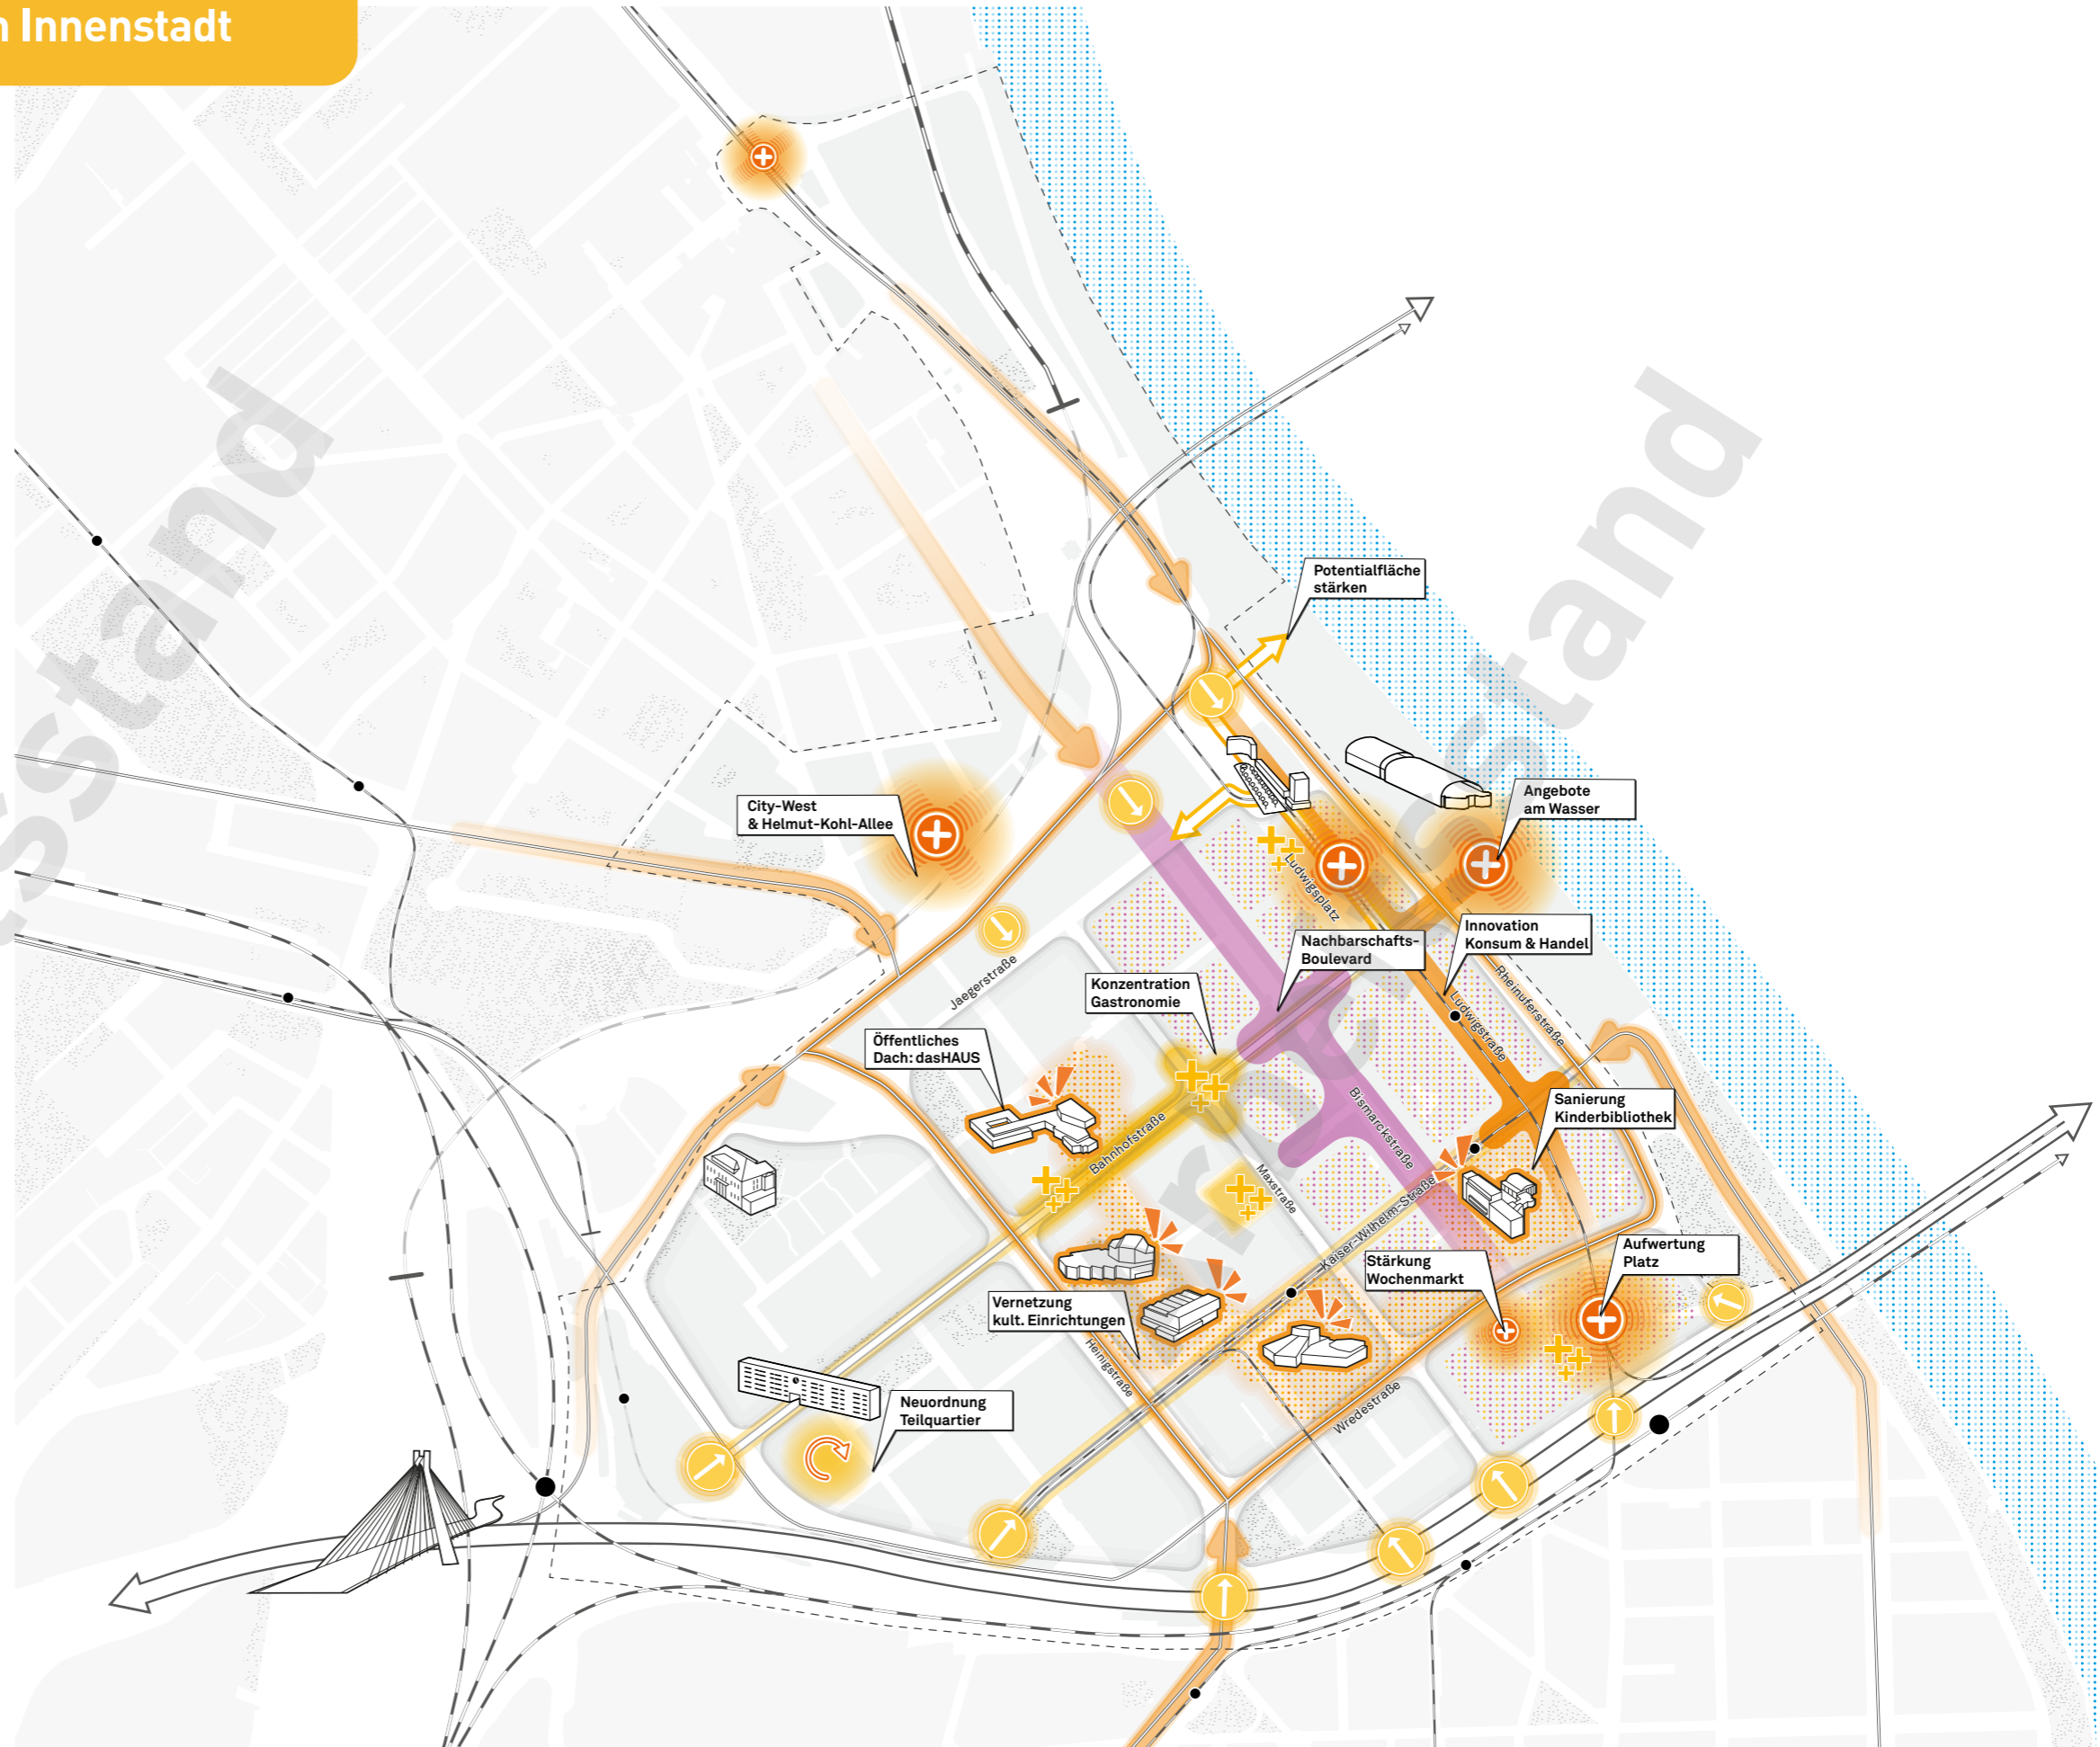 n Innenstadt
Potentialfläche
stärken
City-West
& Helmut-Kohl-Allee
Angebote
am Wasser
Ludwigsplatz
Innovation
Konsum & Handel
Nachbarschafts-
Boulevard
Jaegerstraße
Konzentration
Gastronomie
Rheinuferstraße
Ludwigstraße
Öffentliches
Dach: dasHAUS
Bahnhofstraße
Bismarckstraße
Sanierung
Kinderbibliothek
Maxstraße
Kaiser-Wilhelm-Straße
Aufwertung
Platz
Stärkung
Wochenmarkt
Vernetzung
kult. Einrichtungen
Heinigstraße
Wredestraße
Neuordnung
Teilquartier
sstand
stand